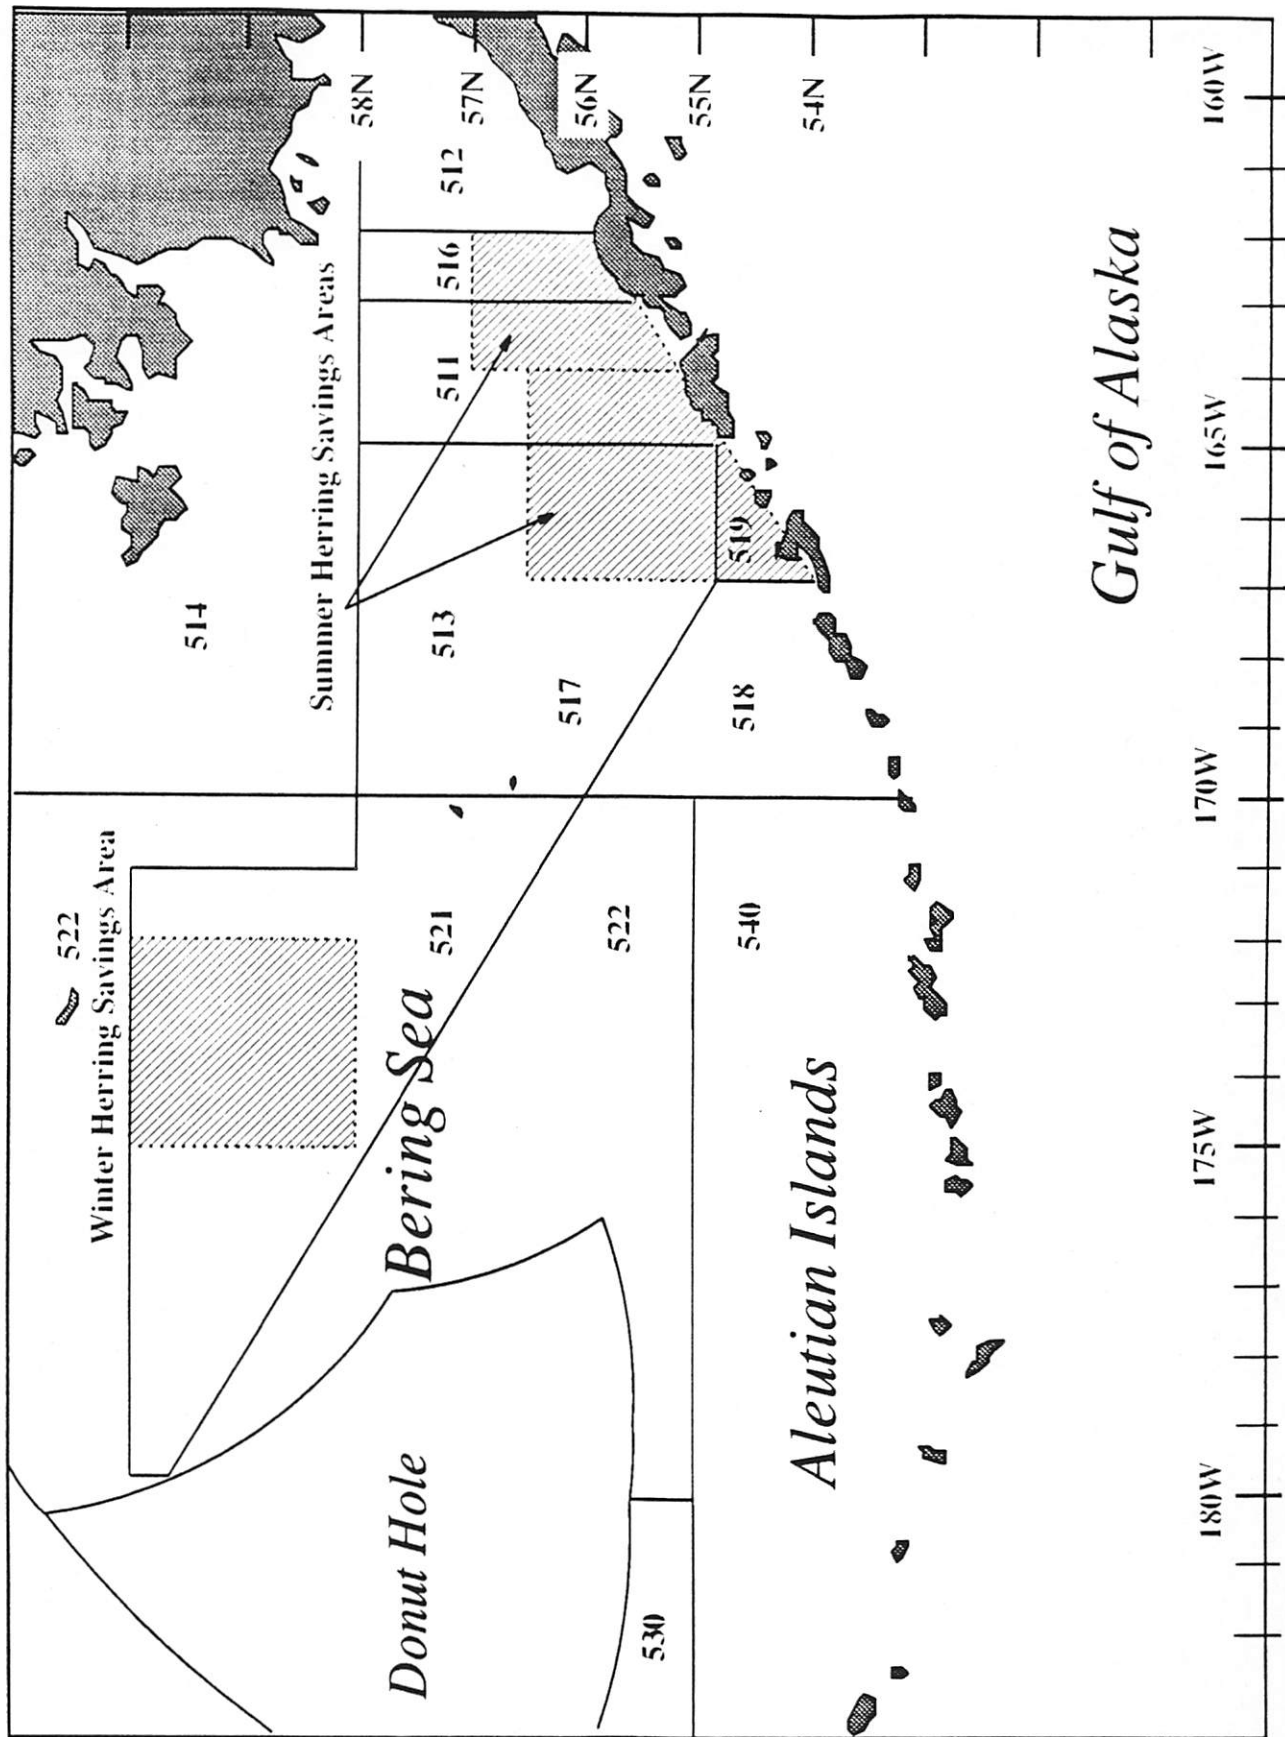 522
Winter Herring Savings Area
514
Summer Herring Savings Areas
58N
521
Bering Sea
513
511
516
512
57N
Donut Hole
517
56N
522
530
540
518
519
55N
Aleutian Islands
54N
Gulf of Alaska
180W
175W
170W
165W
160W